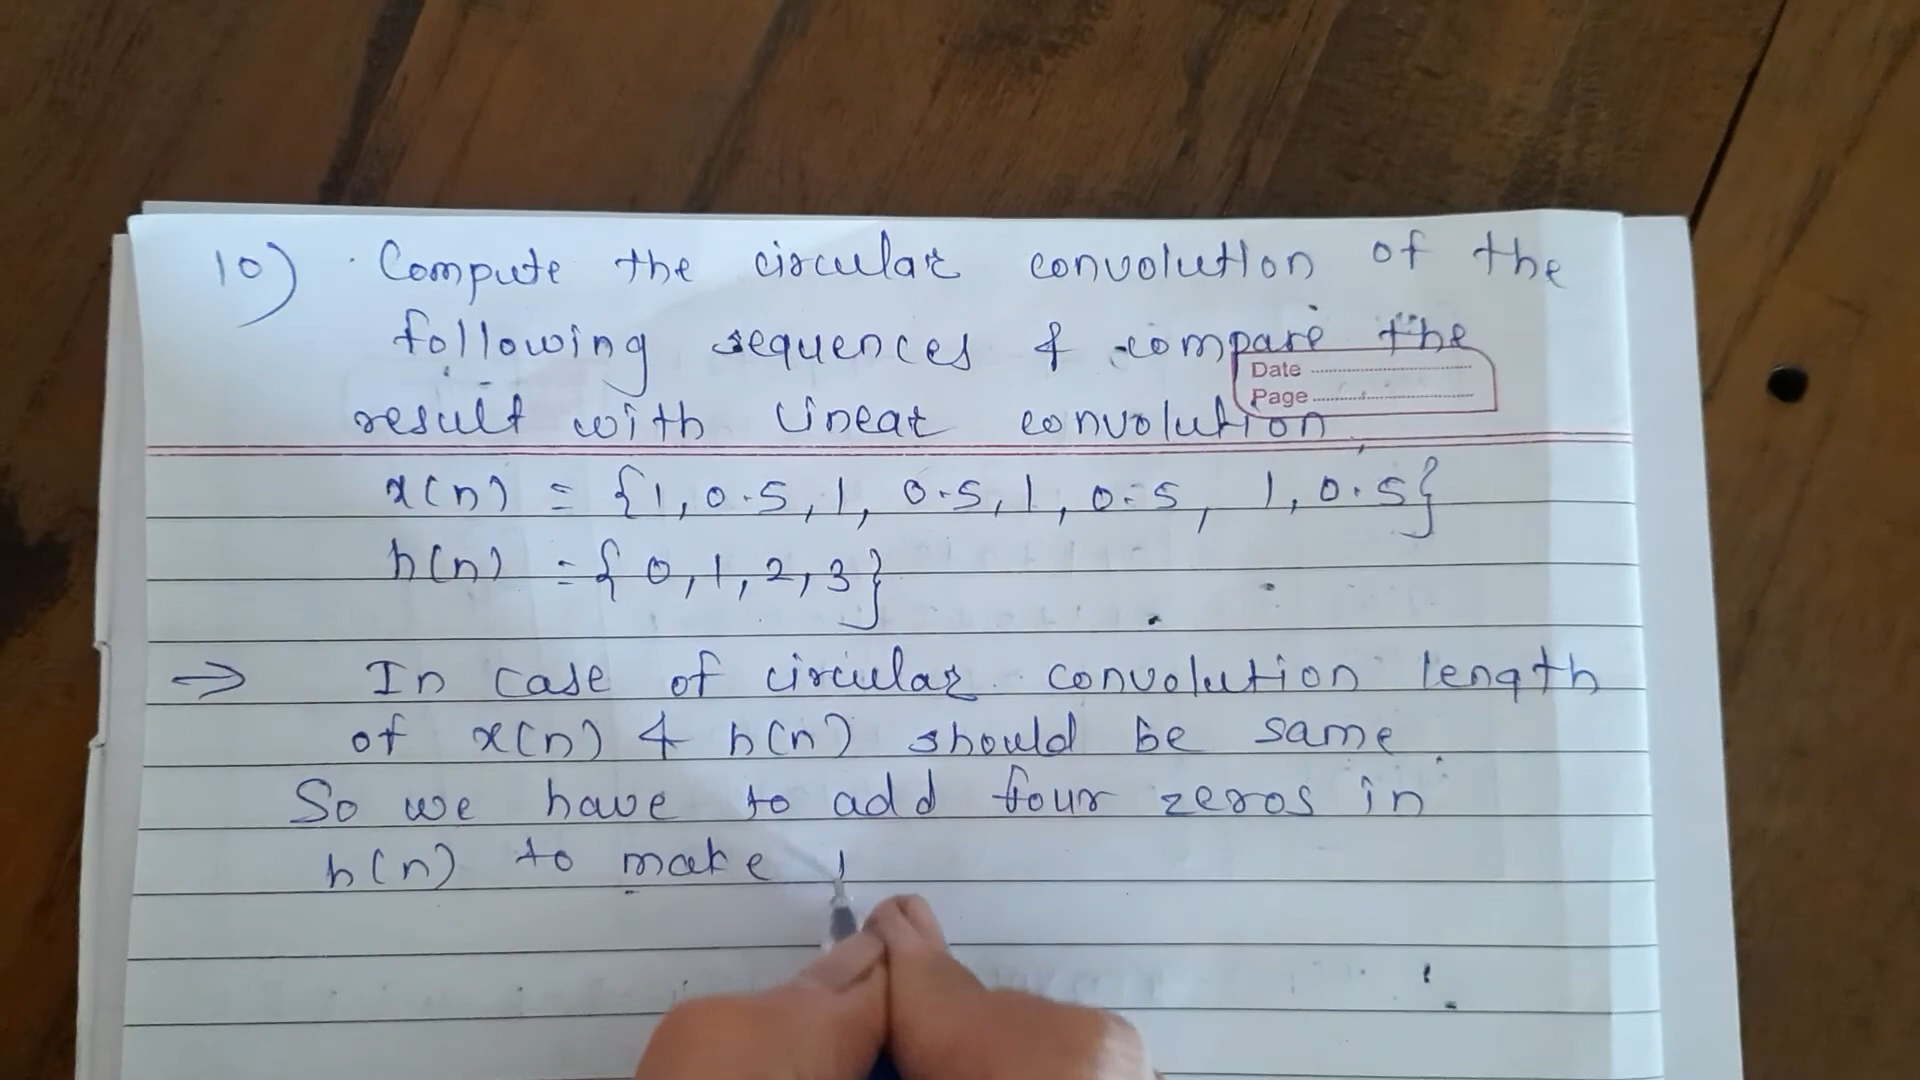 10) Compute the circular convolution of the
following sequences & compare the
Date
Page
result with linear convolution
x(n) = {1, 0.5, 1, 0.5, 1, 0.5, 1, 0.5}
h(n) = {0, 1, 2, 3}
→ In case of circular convolution length
of x(n) & h(n) should be same
So we have to add four zeros in
h(n) to make